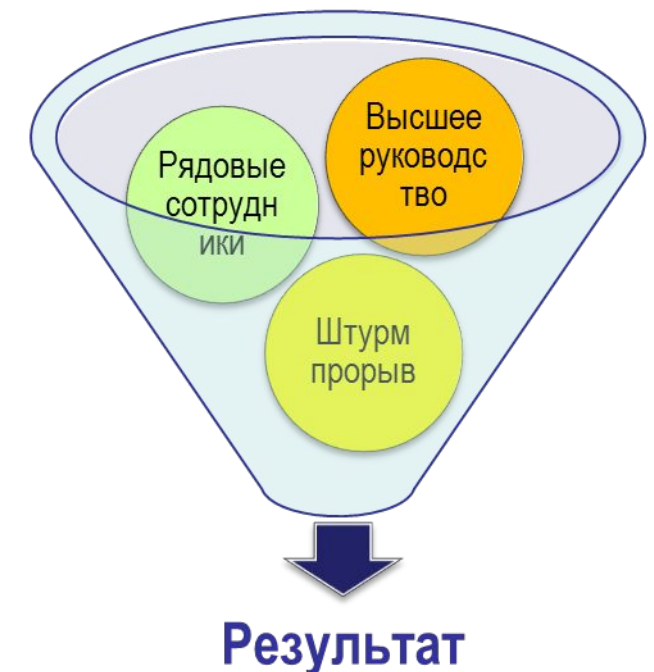 Рядовые
сотрудн
ики
Высшее
руководс
тво
Штурм
прорыв
Результат